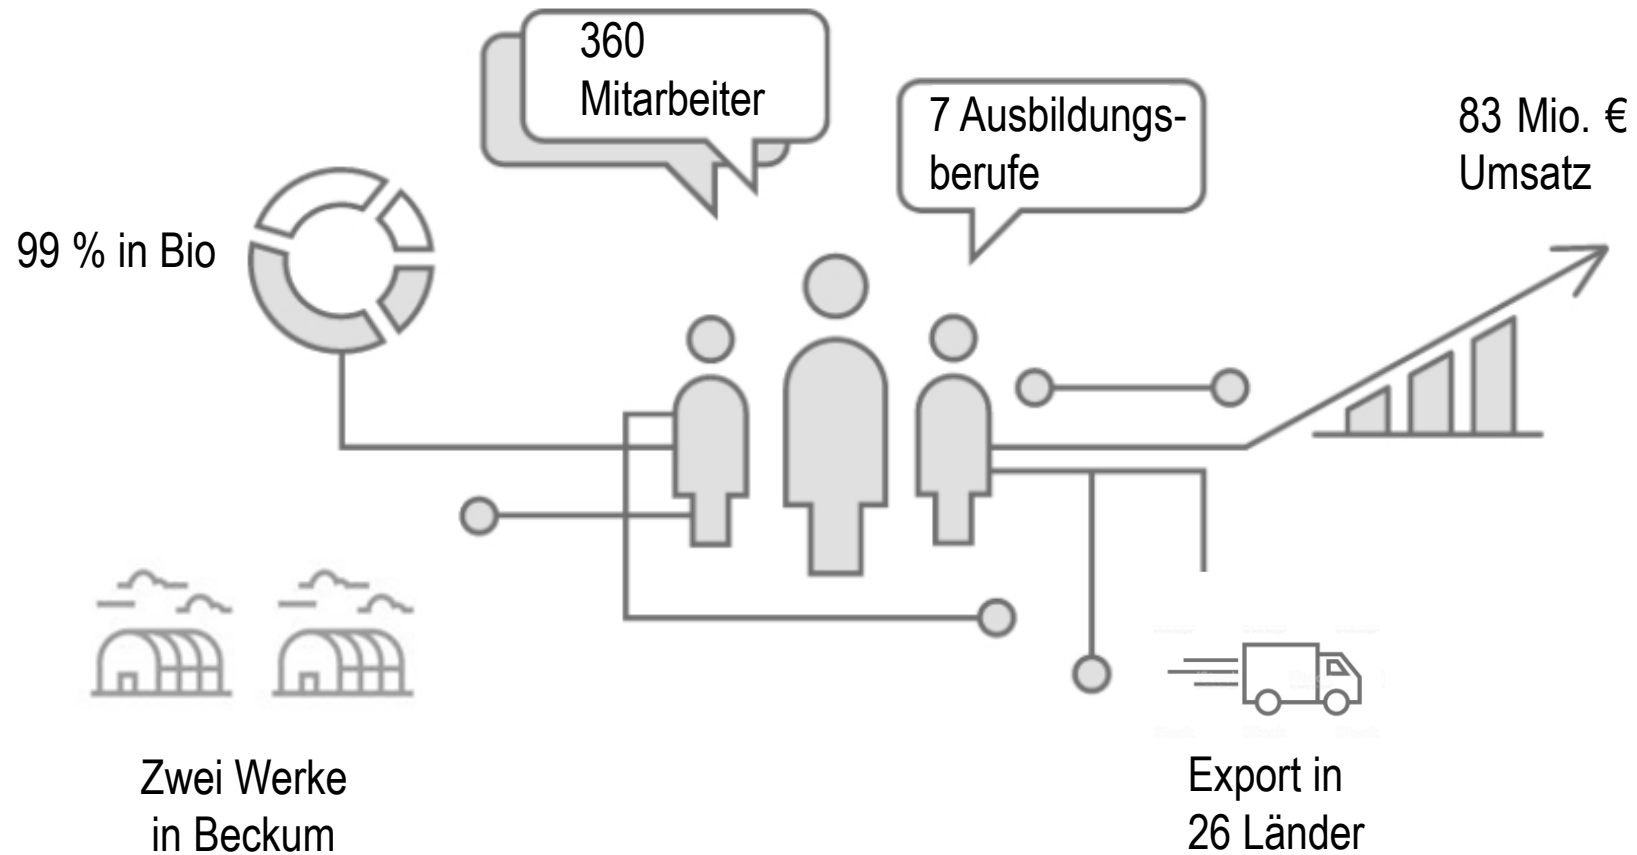 360
Mitarbeiter
7 Ausbildungs-
berufe
83 Mio. €
Umsatz
99 % in Bio
Zwei Werke
in Beckum
Export in
26 Länder